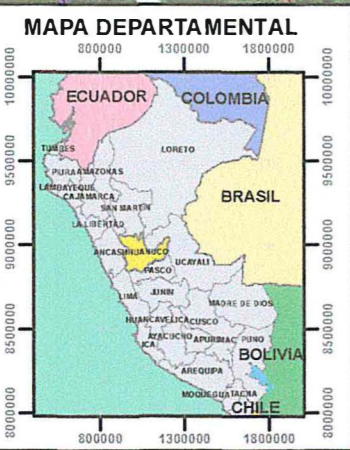 MAPA DEPARTAMENTAL
800000 1300000 1800000
10000000
10000000
ECUADOR
COLOMBIA
TUMBES
LORETO
9500000
9500000
PIURA AMAZONAS
LAMBAYEQUE
CAJAMARCA
BRASIL
SAN MARTIN
LA LIBERTAD
9000000
9000000
ANCASH HUANUCO
UCAYALI
PASCO
LIMA
JUNIN
MADRE DE DIOS
8500000
8500000
HUANCAVELICA CUSCO
ICA
AYACUCHO APURIMAC PUNO
BOLIVIA
AREQUIPA
MOQUEGUA TACNA
CHILE
8000000
8000000
800000 1300000 1800000